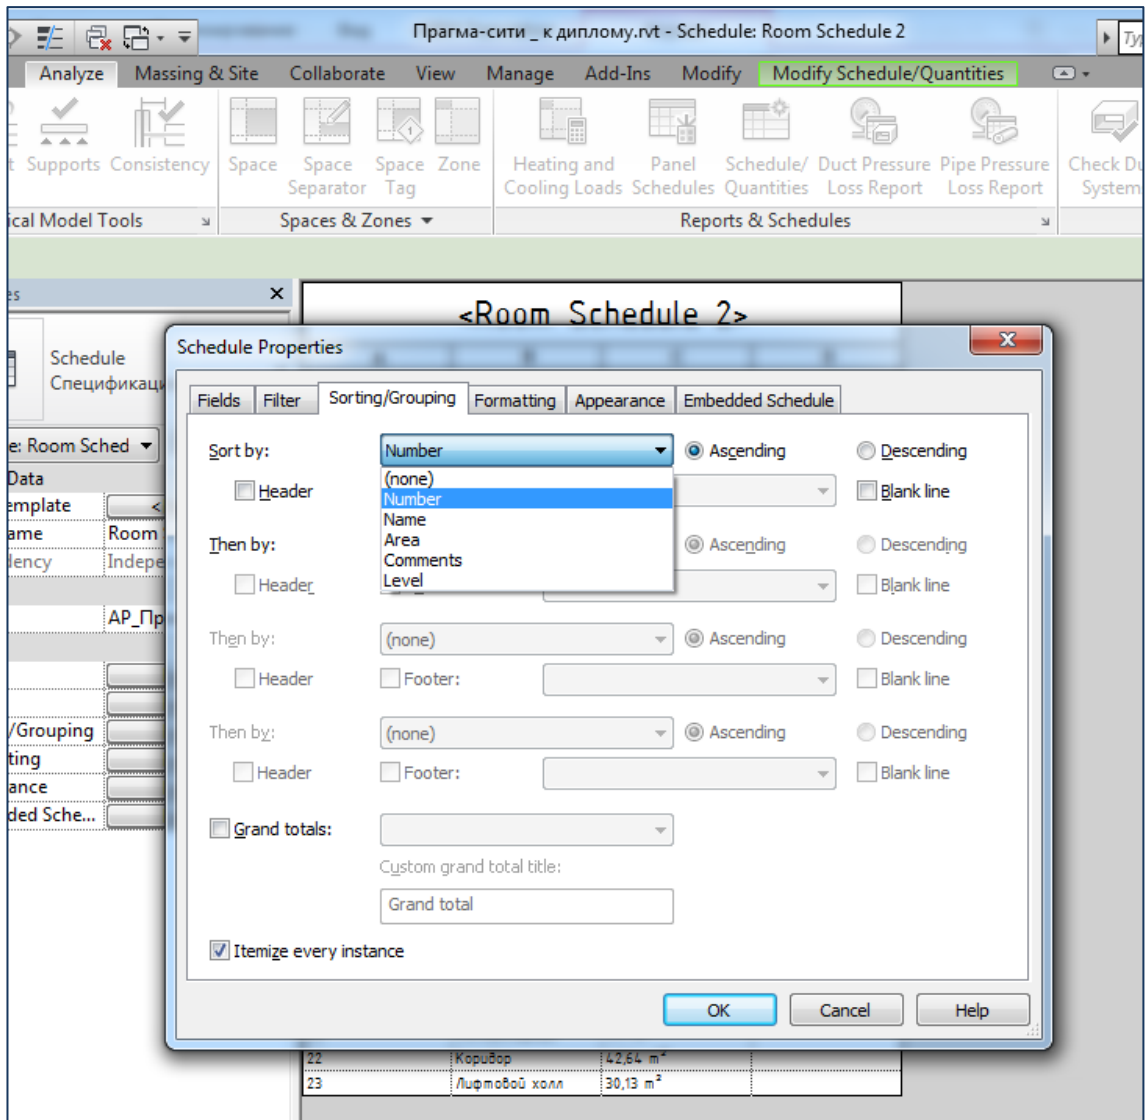 Прагма-сити _ к диплому.rvt - Schedule: Room Schedule 2
Analyze Massing & Site Collaborate View Manage Add-Ins Modify Modify Schedule/Quantities
Supports Consistency Space Space Separator Space Tag Zone Heating and Cooling Loads Panel Schedules Schedule/ Quantities Duct Pressure Loss Report Pipe Pressure Loss Report Check Du
System
ical Model Tools Spaces & Zones Reports & Schedules
es
<Room Schedule 2>
Schedule
Спецификаци
Schedule Properties
Fields Filter Sorting/Grouping Formatting Appearance Embedded Schedule
e: Room Sched
Data
emplate <
ame Room
dency Indepe
АР_Пр
/Grouping
ting
ance
ded Sche...
Sort by: Number Ascending Descending
(none)
Header Number Blank line
Name
Area
Then by: Ascending Descending
Comments
Header Level Blank line
Then by: (none) Ascending Descending
Header Footer: Blank line
Then by: (none) Ascending Descending
Header Footer: Blank line
Grand totals:
Custom grand total title:
Grand total
Itemize every instance
OK Cancel Help
22 Коридор 42,64 m²
23 Лифтовой холл 30,13 m²